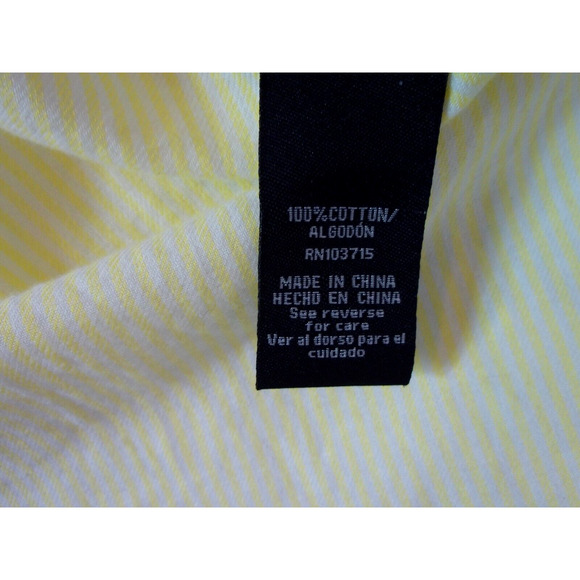 100%COTTON/
ALGODÓN
RN103715
MADE IN CHINA
HECHO EN CHINA
See reverse
for care
Ver al dorso para el
cuidado